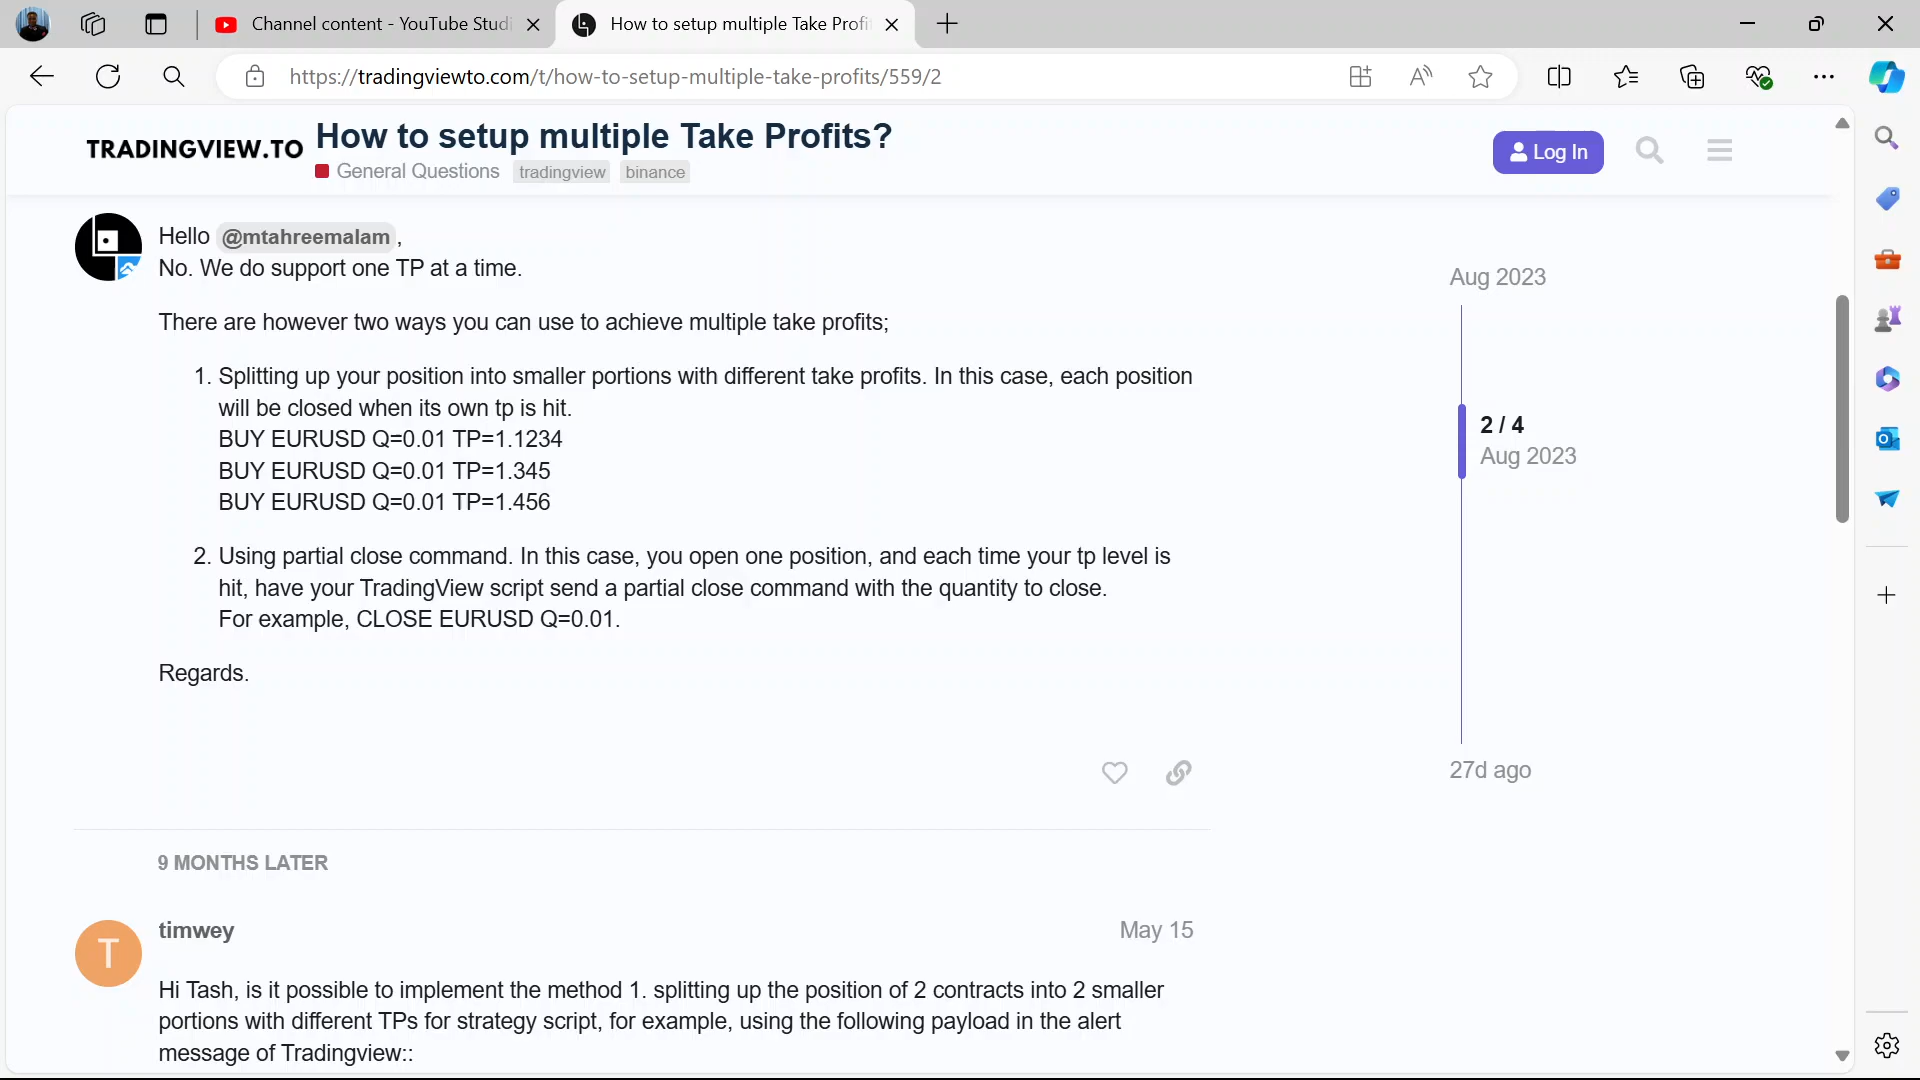 Channel content - YouTube Studi
How to setup multiple Take Profi
https://tradingviewto.com/t/how-to-setup-multiple-take-profits/559/2
TRADINGVIEW.TO
How to setup multiple Take Profits?
General Questions tradingview binance
Log In
Hello @mtahreemalam ,
No. We do support one TP at a time.
There are however two ways you can use to achieve multiple take profits;
1. Splitting up your position into smaller portions with different take profits. In this case, each position
will be closed when its own tp is hit.
BUY EURUSD Q=0.01 TP=1.1234
BUY EURUSD Q=0.01 TP=1.345
BUY EURUSD Q=0.01 TP=1.456
2. Using partial close command. In this case, you open one position, and each time your tp level is
hit, have your TradingView script send a partial close command with the quantity to close.
For example, CLOSE EURUSD Q=0.01.
Regards.
Aug 2023
2 / 4
Aug 2023
27d ago
9 MONTHS LATER
T
timwey
May 15
Hi Tash, is it possible to implement the method 1. splitting up the position of 2 contracts into 2 smaller
portions with different TPs for strategy script, for example, using the following payload in the alert
message of Tradingview::